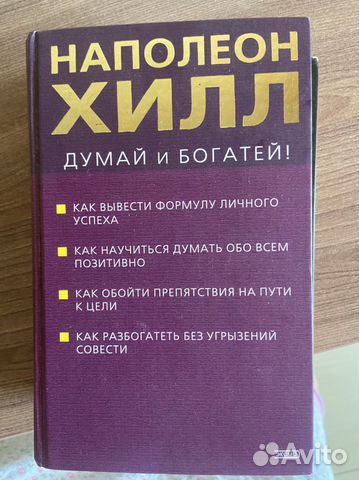 НАПОЛЕОН
ХИЛЛ
ДУМАЙ И БОГАТЕЙ!
КАК ВЫВЕСТИ ФОРМУЛУ ЛИЧНОГО
УСПЕХА
КАК НАУЧИТЬСЯ ДУМАТЬ ОБО ВСЕМ
ПОЗИТИВНО
КАК ОБОЙТИ ПРЕПЯТСТВИЯ НА ПУТИ
К ЦЕЛИ
КАК РАЗБОГАТЕТЬ БЕЗ УГРЫЗЕНИЙ
СОВЕСТИ
Avito